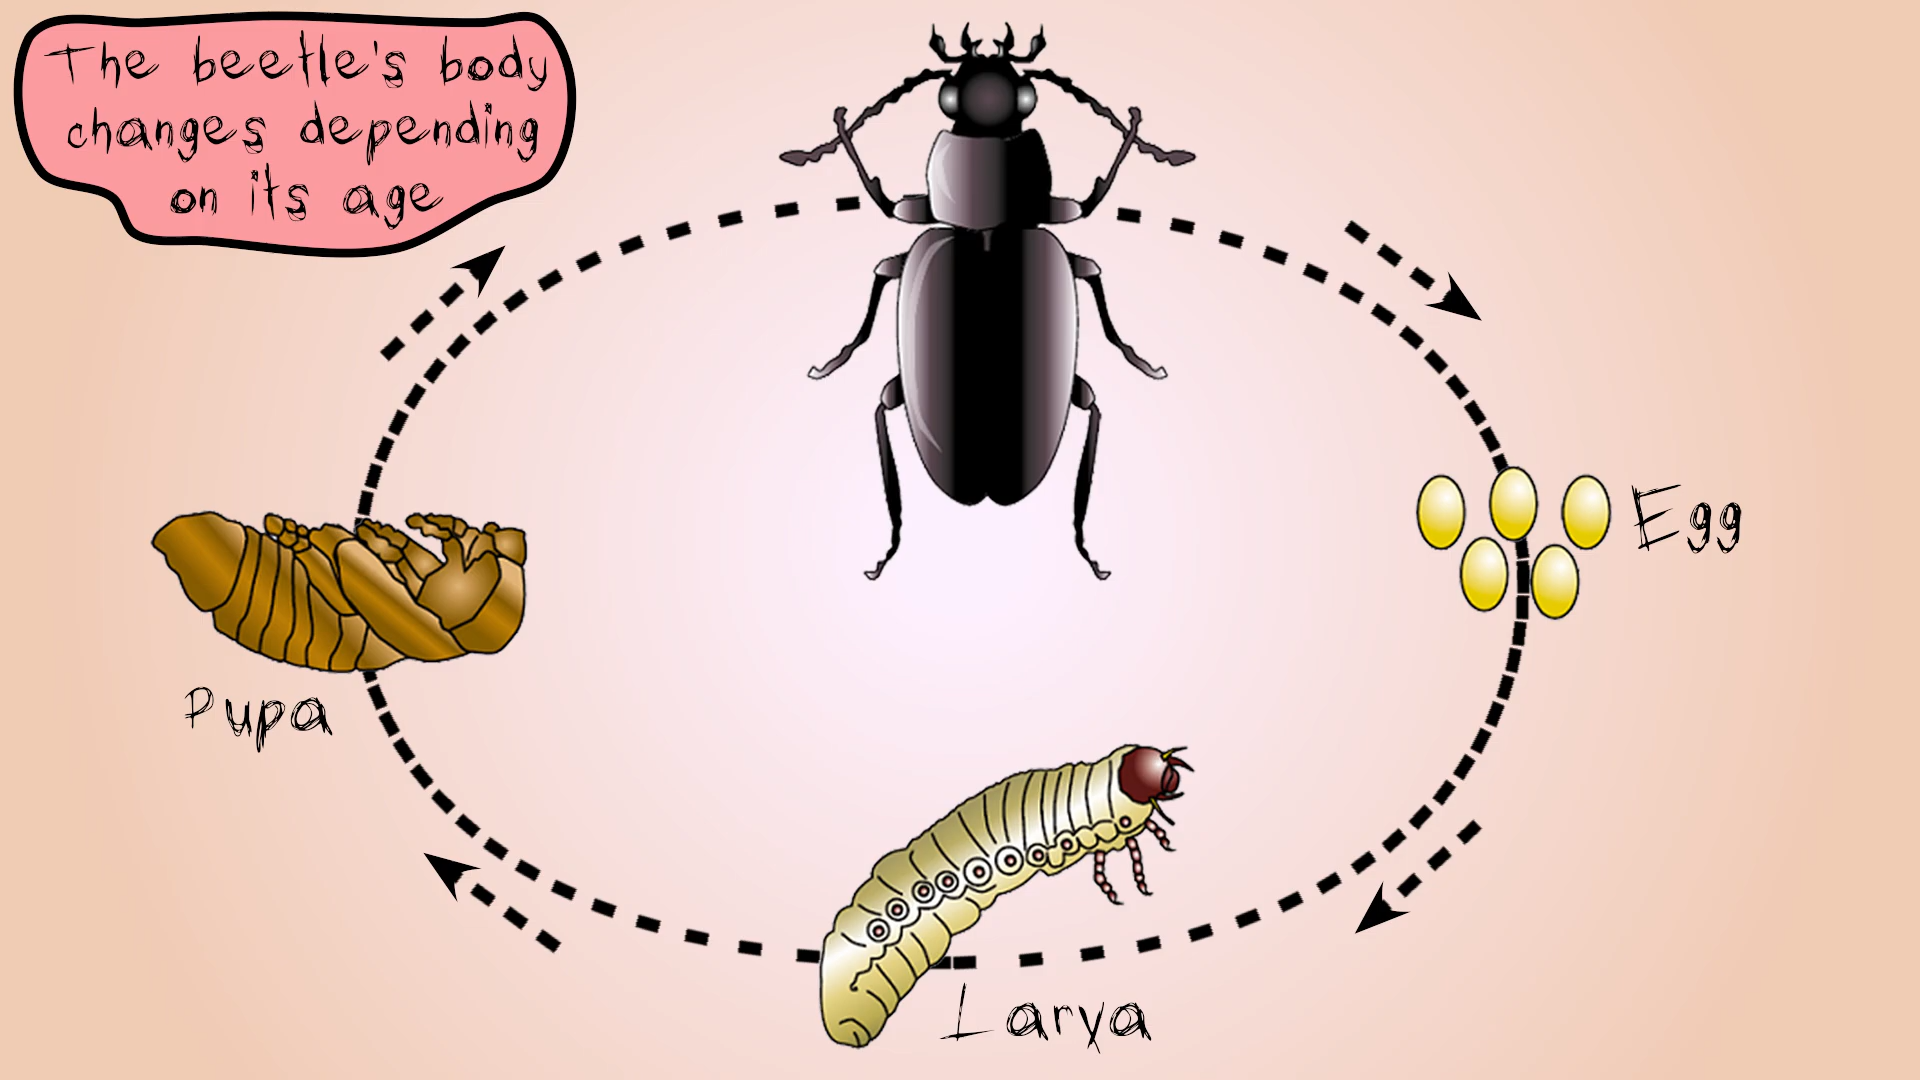 The beetle's body
changes depending
on its age
Egg
Pupa
Larva